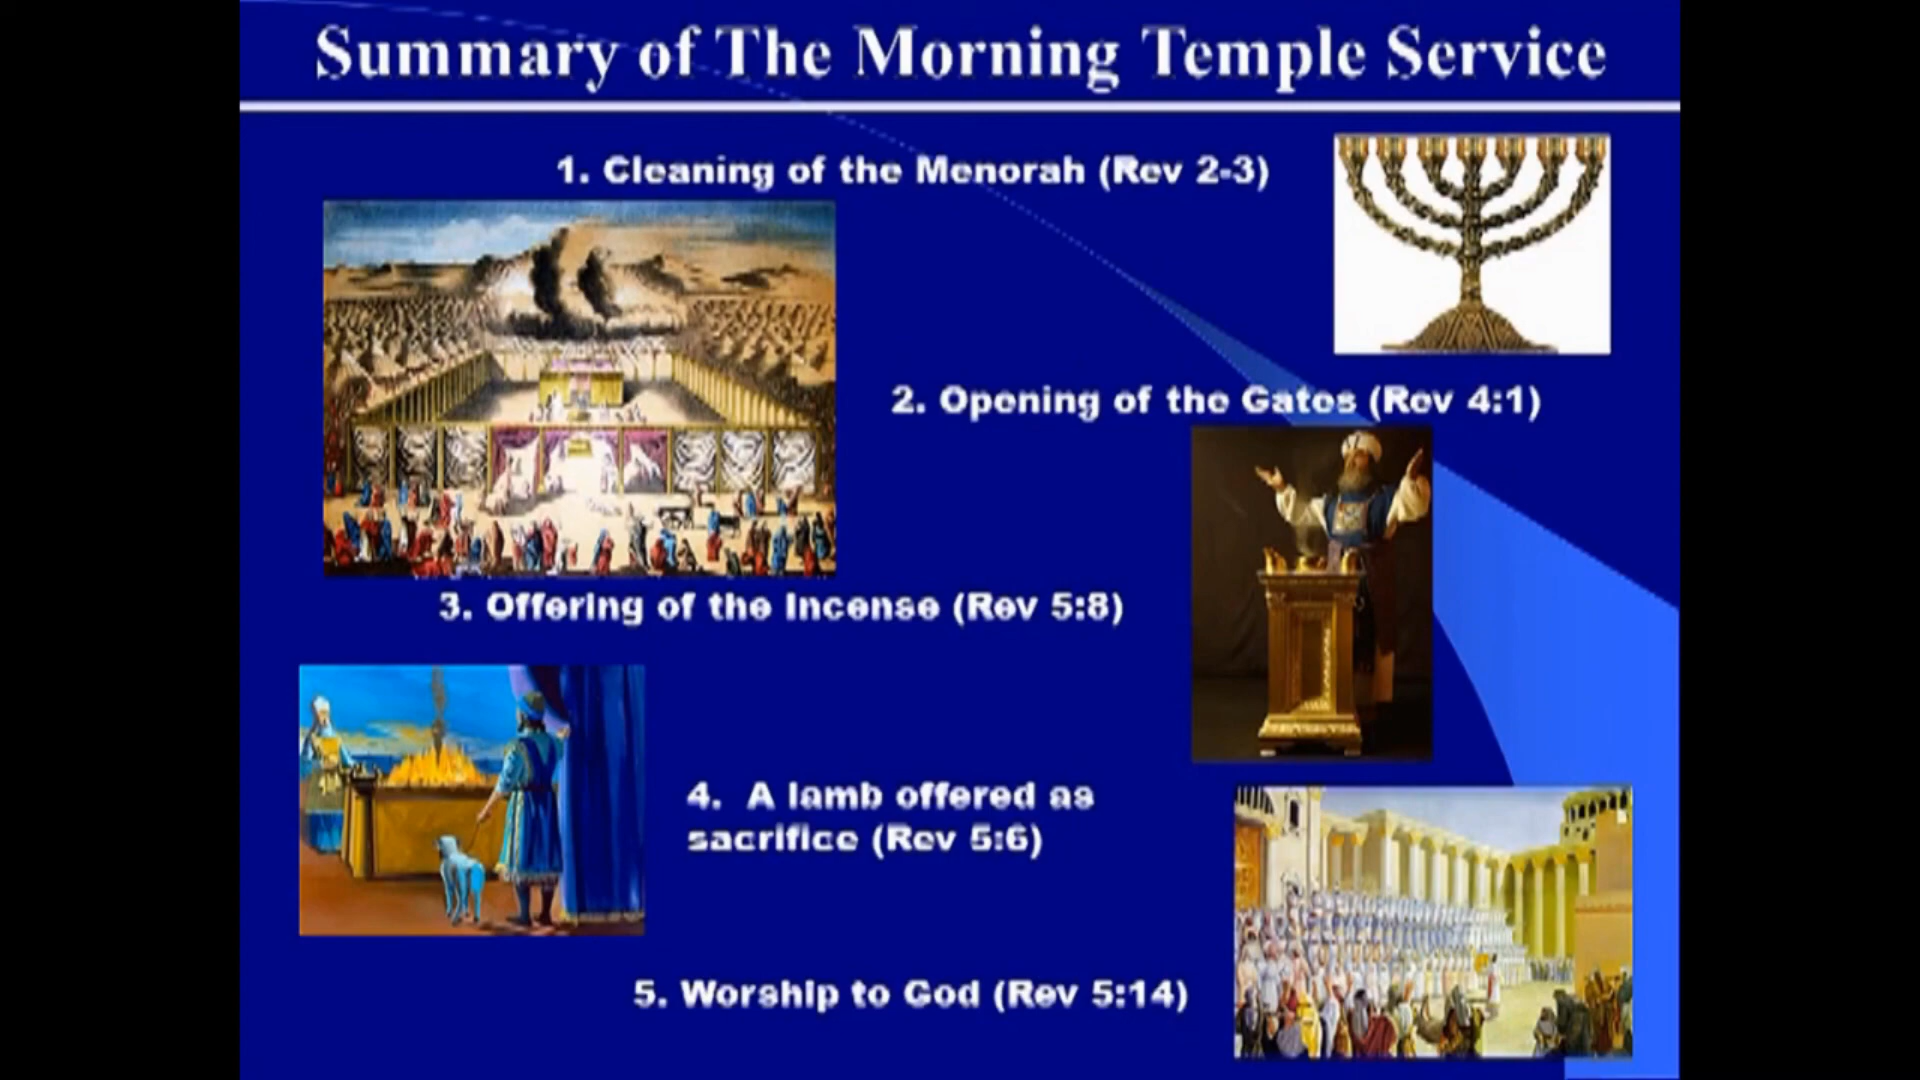 Summary of The Morning Temple Service
1. Cleaning of the Menorah (Rev 2-3)
2. Opening of the Gates (Rev 4:1)
3. Offering of the Incense (Rev 5:8)
4. A lamb offered as
sacrifice (Rev 5:6)
5. Worship to God (Rev 5:14)